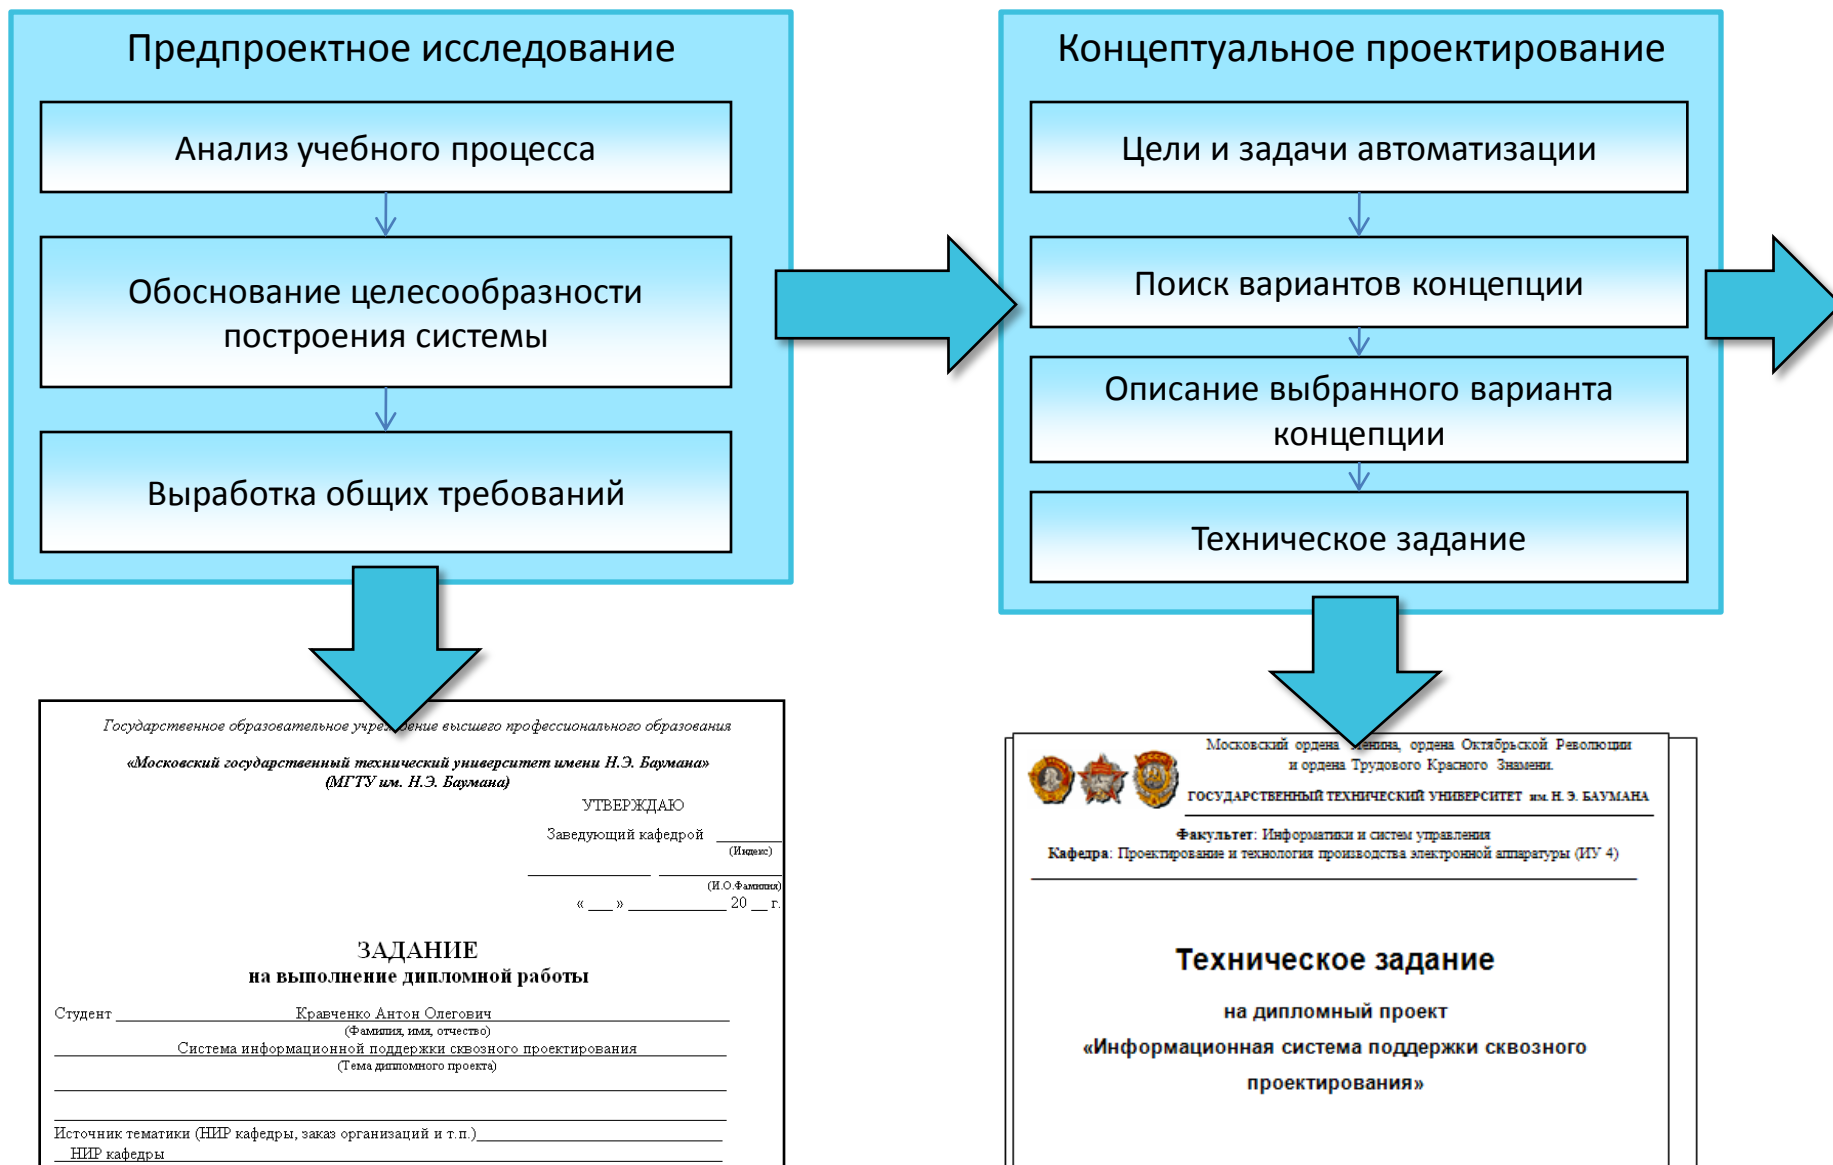 Предпроектное исследование
Анализ учебного процесса
Обоснование целесообразности
построения системы
Выработка общих требований
Концептуальное проектирование
Цели и задачи автоматизации
Поиск вариантов концепции
Описание выбранного варианта
концепции
Техническое задание
Государственное образовательное высшего профессионального образования
«Московский государственный технический университет имени Н.Э. Баумана»
(МГТУ им. Н.Э. Баумана)
УТВЕРЖДАЮ
Заведующий кафедрой ______
(Индекс)
(И.О.Фамилия)
« ___ » __________ 20 __ г.
ЗАДАНИЕ
на выполнение дипломной работы
Студент Кравченко Антон Олегович
(Фамилия, имя, отчество)
Система информационной поддержки сквозного проектирования
(Тема дипломного проекта)
Источник тематики (НИР кафедры, заказ организаций и т.п.)
НИР кафедры
Московский ордена Ленина, ордена Октябрьской Революции
и ордена Трудового Красного Знамени.
ГОСУДАРСТВЕННЫЙ ТЕХНИЧЕСКИЙ УНИВЕРСИТЕТ им. Н. Э. БАУМАНА
Факультет: Информатики и систем управления
Кафедра: Проектирование и технология производства электронной аппаратуры (ИУ 4)
Техническое задание
на дипломный проект
«Информационная система поддержки сквозного
проектирования»